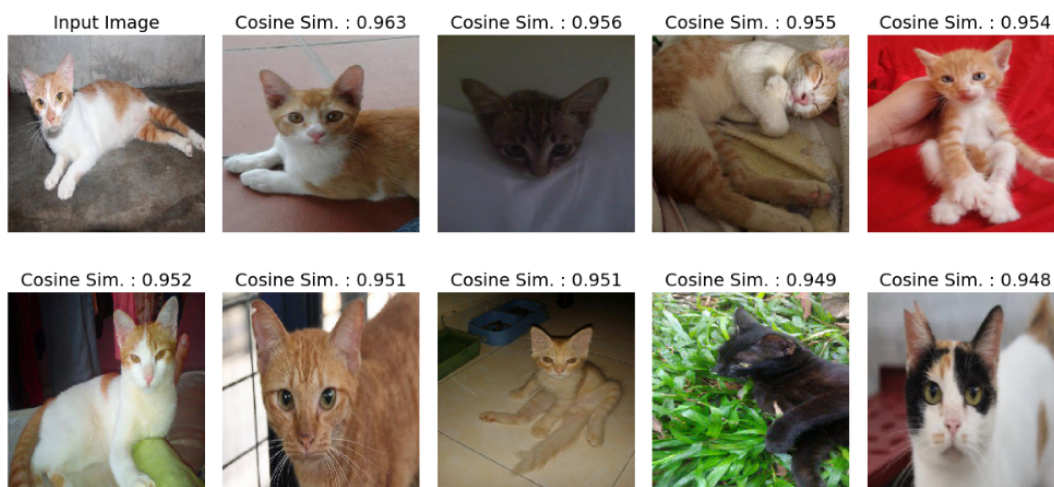 Input Image
Cosine Sim. : 0.963
Cosine Sim. : 0.956
Cosine Sim. : 0.955
Cosine Sim. : 0.954
Cosine Sim. : 0.952
Cosine Sim. : 0.951
Cosine Sim. : 0.951
Cosine Sim. : 0.949
Cosine Sim. : 0.948